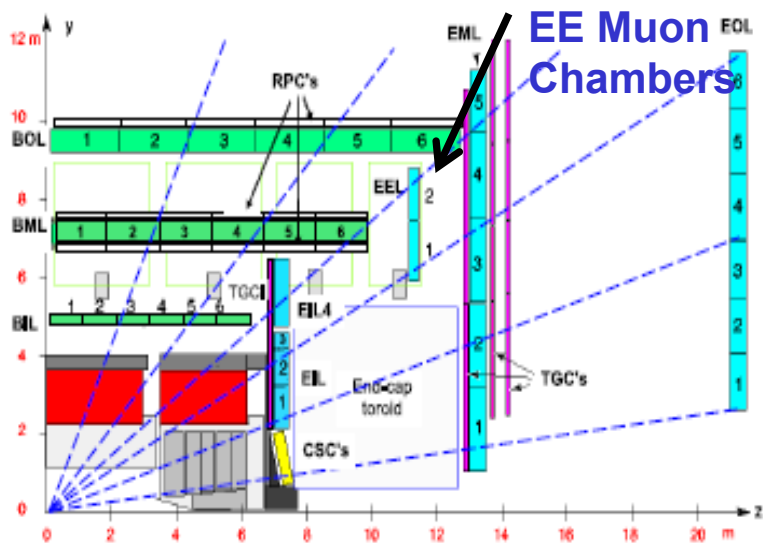 y
12 m
EML
EE Muon
Chambers
EOL
RPC's
1
5
6
10
BOL
1 2 3 4 5 6
5
4
EEL
2
8
4
BML
1 2 3 4 5 6
1
3
6
TGC
EIL4
3
1 2 3 4 5 6
BIL
2
2
4
3
EIL
2
End-cap
toroid
TGC's
1
1
1
2
CSC's
0
z
0 2 4 6 8 10 12 14 16 18 20 m